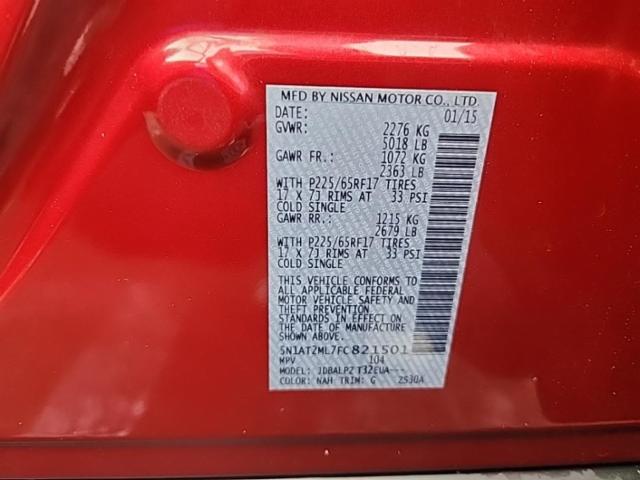 MFD BY NISSAN MOTOR CO., LTD.
DATE: 01/15
GVWR: 2276 KG
5018 LB
GAWR FR.: 1072 KG
2363 LB
WITH P225/65RF17 TIRES
17 X 7J RIMS AT 33 PSI
COLD SINGLE
GAWR RR.: 1215 KG
2679 LB
WITH P225/65RF17 TIRES
17 X 7J RIMS AT 33 PSI
COLD SINGLE
THIS VEHICLE CONFORMS TO
ALL APPLICABLE FEDERAL
MOTOR VEHICLE SAFETY AND
THEFT PREVENTION
STANDARDS IN EFFECT ON
THE DATE OF MANUFACTURE
SHOWN ABOVE.
5N1AT2ML7FC821501
MPV 104
MODEL: JDBALPZ T32EUA---
COLOR: NAH TRIM: G 2530A